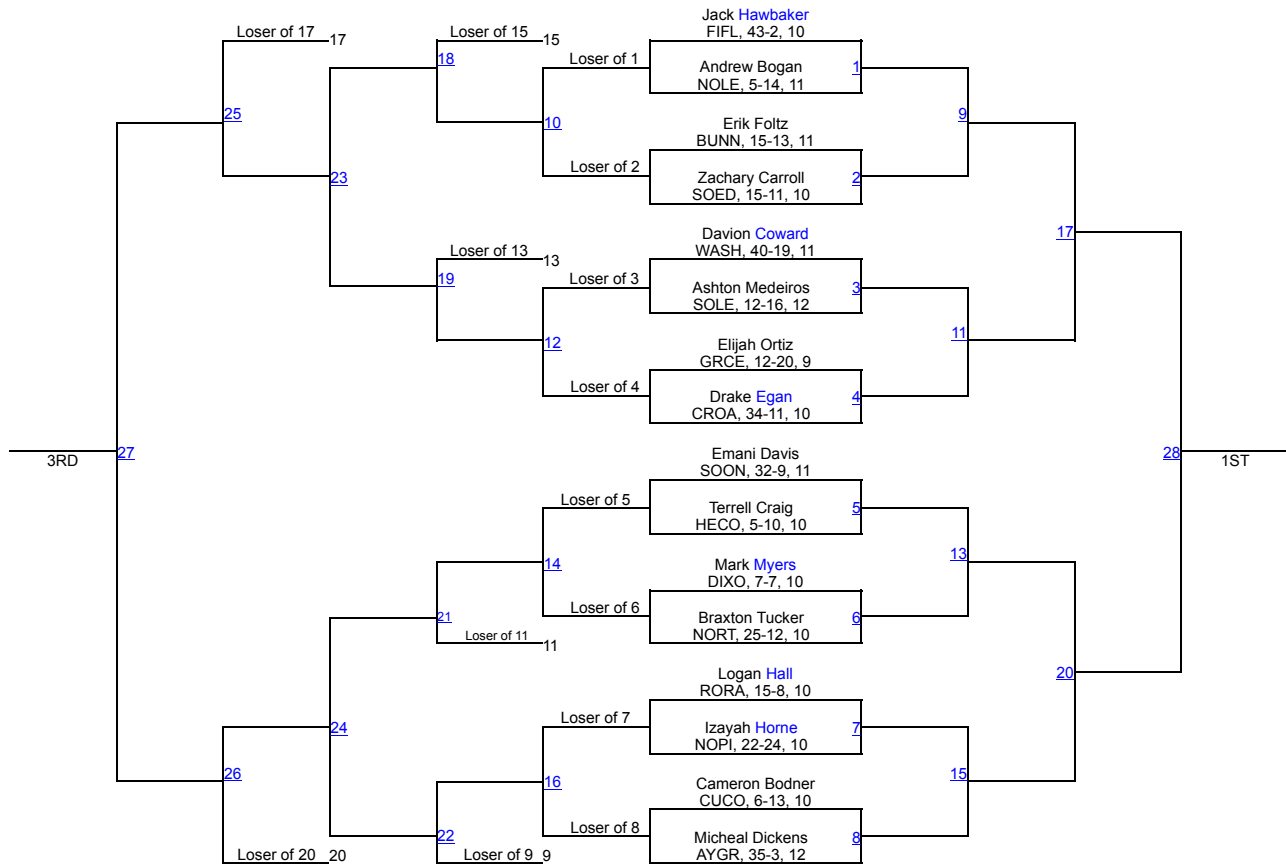 Jack Hawbaker
FIFL, 43-2, 10
Loser of 17 17
Loser of 15 15
18
Loser of 1
Andrew Bogan
NOLE, 5-14, 11
1
25
10
Erik Foltz
BUNN, 15-13, 11
9
23
Loser of 2
Zachary Carroll
SOED, 15-11, 10
2
Davion Coward
WASH, 40-19, 11
17
Loser of 13 13
19
Loser of 3
Ashton Medeiros
SOLE, 12-16, 12
3
12
Elijah Ortiz
GRCE, 12-20, 9
11
Loser of 4
Drake Egan
CROA, 34-11, 10
4
3RD
27
Emani Davis
SOON, 32-9, 11
28
1ST
Loser of 5
Terrell Craig
HECO, 5-10, 10
5
14
Mark Myers
DIXO, 7-7, 10
13
21
Loser of 6
Braxton Tucker
NORT, 25-12, 10
6
Loser of 11 11
Logan Hall
RORA, 15-8, 10
20
24
Loser of 7
Izayah Horne
NOPI, 22-24, 10
7
26
16
Cameron Bodner
CUCO, 6-13, 10
15
22
Loser of 8
Micheal Dickens
AYGR, 35-3, 12
8
Loser of 20 20
Loser of 9 9